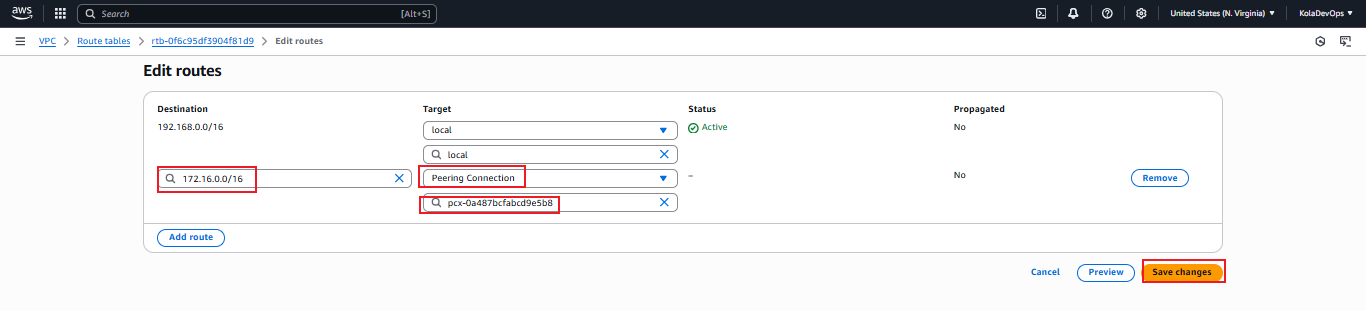 aws Search [Alt+S] United States (N. Virginia) KolaDevOps
VPC > Route tables > rtb-0f6c95df3904f81d9 > Edit routes
Edit routes
Destination Target Status Propagated
192.168.0.0/16 local Active No
local
172.16.0.0/16 Peering Connection – No Remove
pcx-0a487bcfabcd9e5b8
Add route
Cancel Preview Save changes